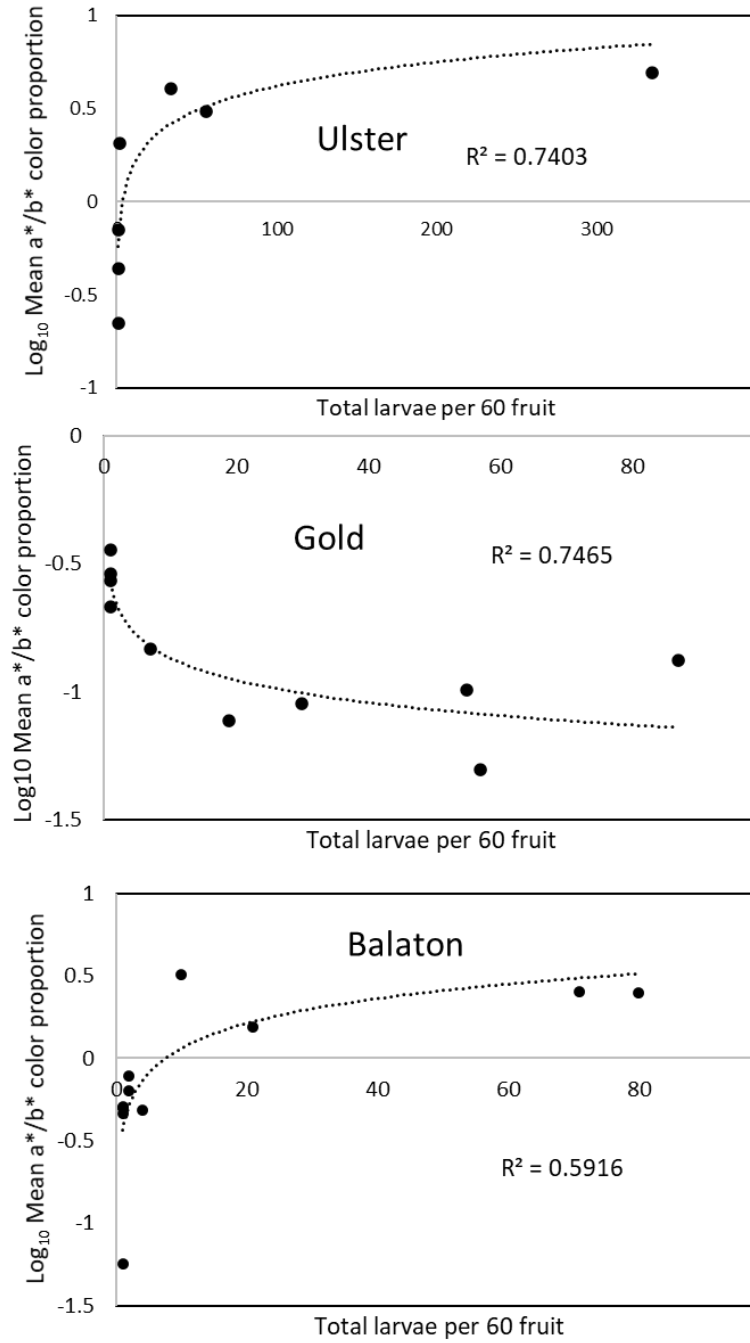 1
0.5
0
-0.5
-1
Log₁₀ Mean a*/b* color proportion
Ulster
R² = 0.7403
0 100 200 300
Total larvae per 60 fruit
0
-0.5
-1
-1.5
Log10 Mean a*/b* color proportion
0 20 40 60 80
Gold
R² = 0.7465
Total larvae per 60 fruit
1
0.5
0
-0.5
-1
-1.5
Log₁₀ Mean a*/b* color proportion
Balaton
0 20 40 60 80
R² = 0.5916
Total larvae per 60 fruit